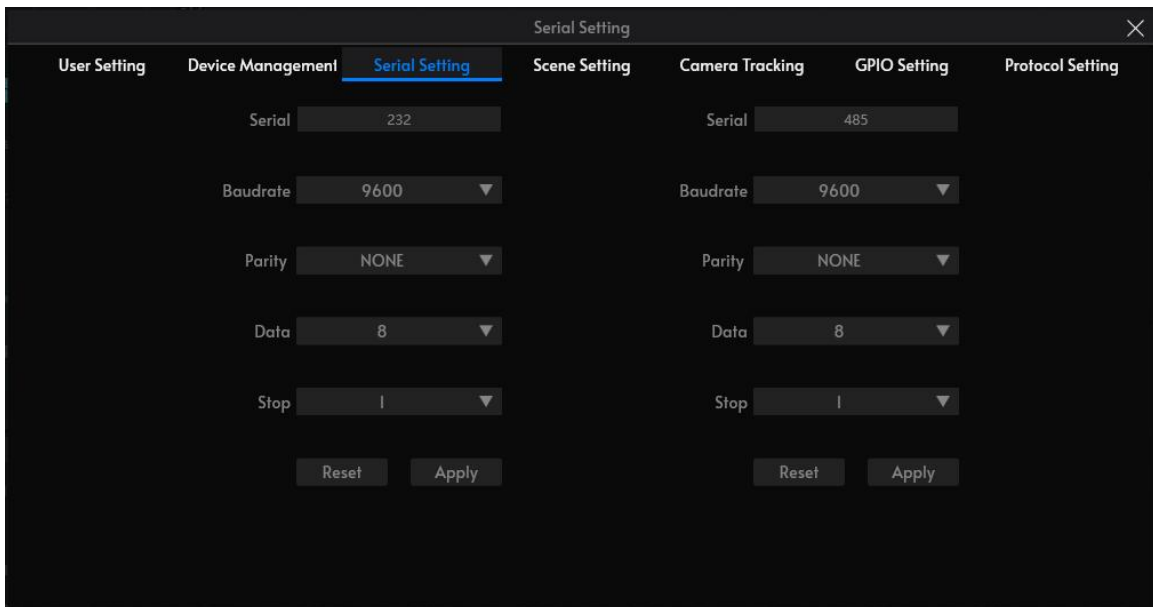 Serial Setting
User Setting Device Management Serial Setting Scene Setting Camera Tracking GPIO Setting Protocol Setting
Serial 232 Serial 485
Baudrate 9600 Baudrate 9600
Parity NONE Parity NONE
Data 8 Data 8
Stop 1 Stop 1
Reset Apply Reset Apply